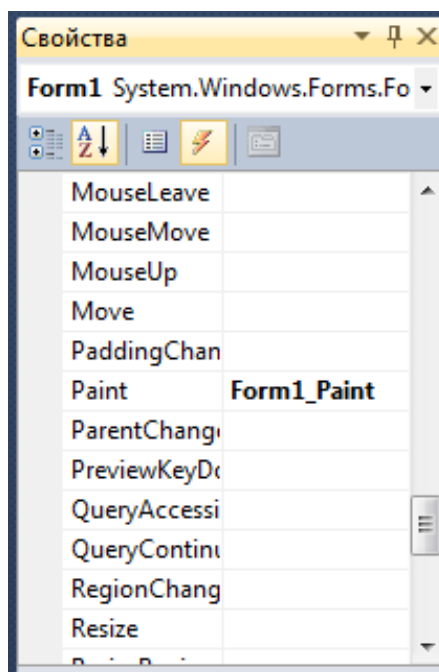 Свойства
Form1 System.Windows.Forms.Fo
MouseLeave
MouseMove
MouseUp
Move
PaddingChan
Paint Form1_Paint
ParentChang
PreviewKeyDo
QueryAccessi
QueryContinu
RegionChang
Resize